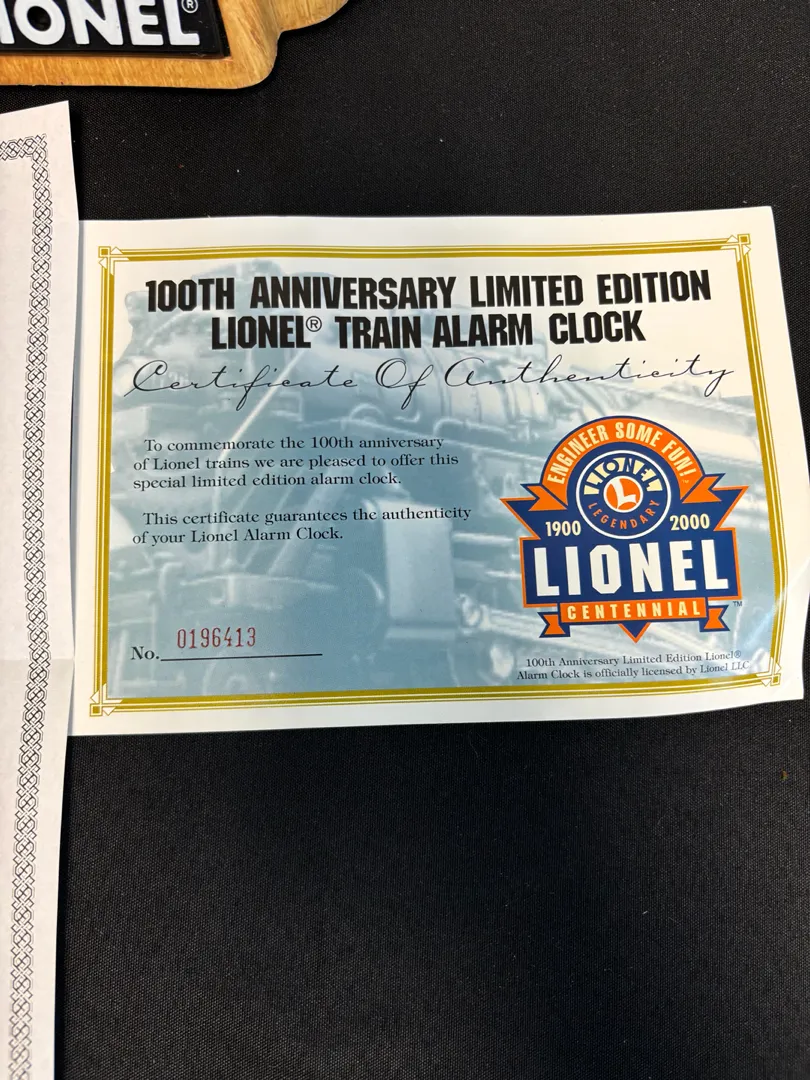 IONEL®
100TH ANNIVERSARY LIMITED EDITION
LIONEL® TRAIN ALARM CLOCK
Certificate Of Authenticity
To commemorate the 100th anniversary
of Lionel trains we are pleased to offer this
special limited edition alarm clock.
This certificate guarantees the authenticity
of your Lionel Alarm Clock.
No. 0196413
ENGINEER SOME FUN!
LIONEL
L
LEGENDARY
1900 2000
LIONEL
CENTENNIAL™
100th Anniversary Limited Edition Lionel®
Alarm Clock is officially licensed by Lionel LLC